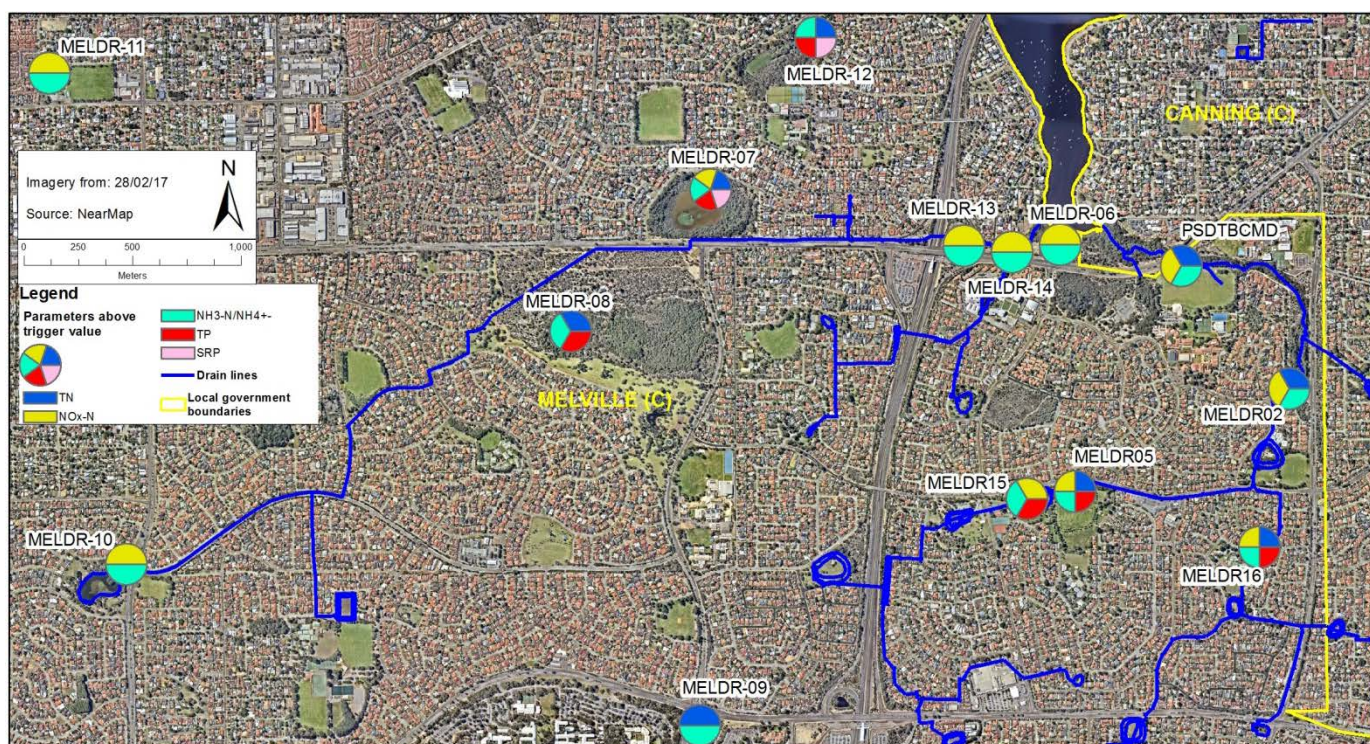 MELDR-11
MELDR-12
CANNING (C)
MELDR-07
MELDR-13
MELDR-06
PSDTBCMD
MELDR-14
Imagery from: 28/02/17
Source: NearMap
N
0 250 500 1,000
Meters
Legend
Parameters above
trigger value
TN
NOx-N
NH3-N/NH4+-
TP
SRP
Drain lines
Local government
boundaries
MELDR-08
MELVILLE (C)
MELDR02
MELDR05
MELDR15
MELDR-10
MELDR16
MELDR-09